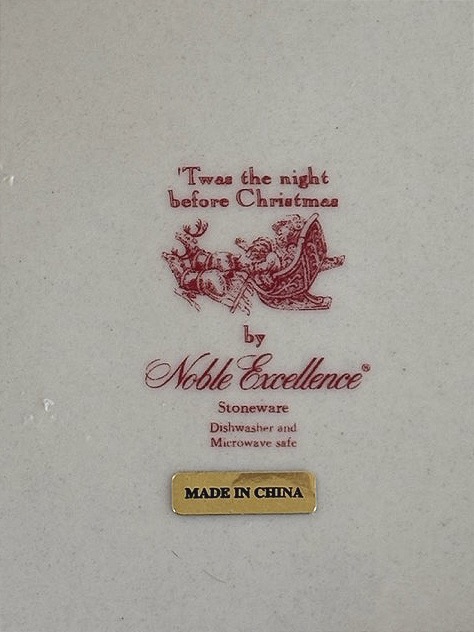 'Twas the night
before Christmas
by
Noble Excellence®
Stoneware
Dishwasher and
Microwave safe
MADE IN CHINA